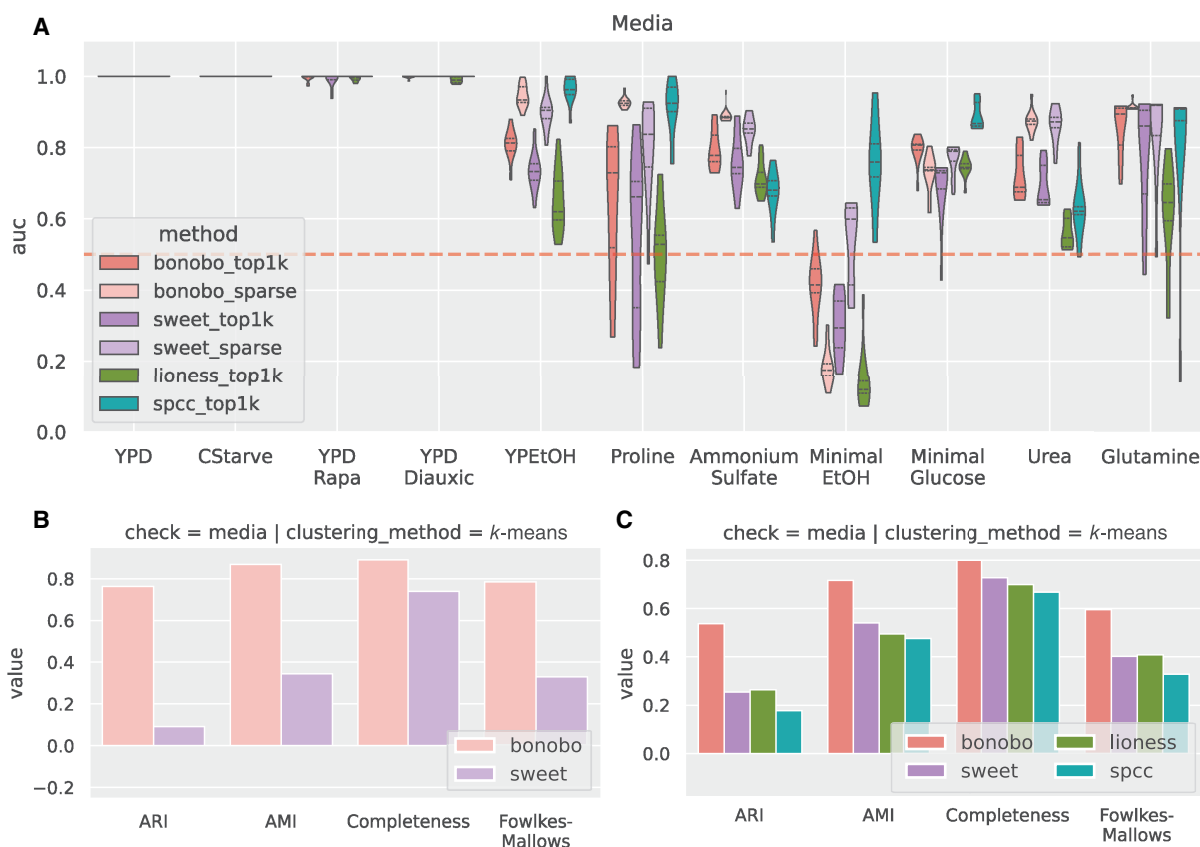 A
Media
auc
1.0
0.8
0.6
0.4
0.2
0.0
method
bonobo_top1k
bonobo_sparse
sweet_top1k
sweet_sparse
lioness_top1k
spcc_top1k
YPD
CStarve
YPD
Rapa
YPD
Diauxic
YPEtOH
Proline
Ammonium
Sulfate
Minimal
EtOH
Minimal
Glucose
Urea
Glutamine
B
check = media | clustering_method = k-means
value
0.8
0.6
0.4
0.2
0.0
−0.2
bonobo
sweet
ARI
AMI
Completeness
Fowlkes-
Mallows
C
check = media | clustering_method = k-means
value
0.8
0.6
0.4
0.2
0.0
bonobo
sweet
lioness
spcc
ARI
AMI
Completeness
Fowlkes-
Mallows